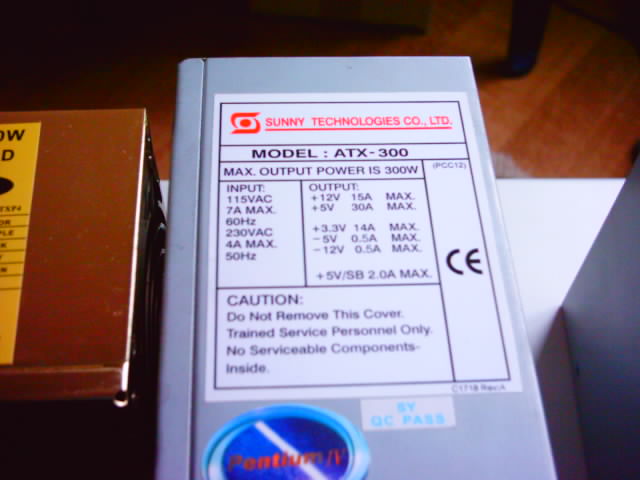 SUNNY TECHNOLOGIES CO., LTD.
MODEL : ATX-300
MAX. OUTPUT POWER IS 300W
(PCC12)
INPUT:
115VAC
7A MAX.
60Hz
230VAC
4A MAX.
50Hz
OUTPUT:
+12V 15A MAX.
+5V 30A MAX.
+3.3V 14A MAX.
-5V 0.5A MAX.
-12V 0.5A MAX.
+5V/SB 2.0A MAX.
CE
CAUTION:
Do Not Remove This Cover.
Trained Service Personnel Only.
No Serviceable Components-
Inside.
C1718 Rev:A
BY
QC PASS
Pentium IV
0W
D